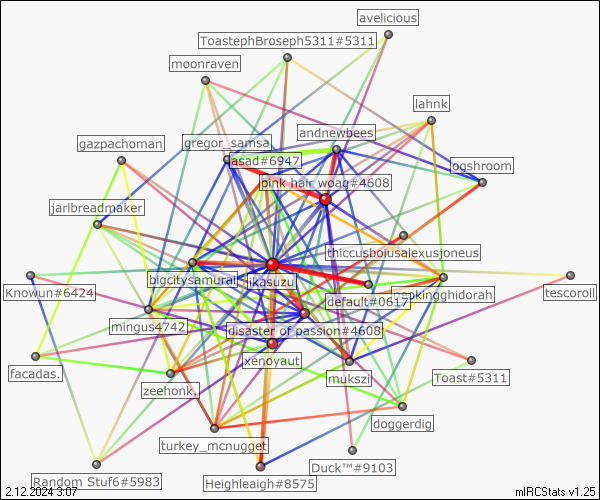 avelicious
ToastephBroseph5311#5311
moonraven
lahnk
andnewbees
gregor_samsa
gazpachoman
asad#6947
ogshroom
pink hair woag#4608
jarlbreadmaker
thiccusboiusalexusjoneus
bigcitysamurai
ikasuzu
Knowun#6424
default#0617
tescoroll
mingus4742
disaster of passion#4608
xenoyaut
mukszi
Toast#5311
facadas.
zeehonk.
doggerdig
turkey_mcnugget
Duck™#9103
Random Stuf6#5983
Heighleaigh#8575
2.12.2024 3:07
mIRCStats v1.25